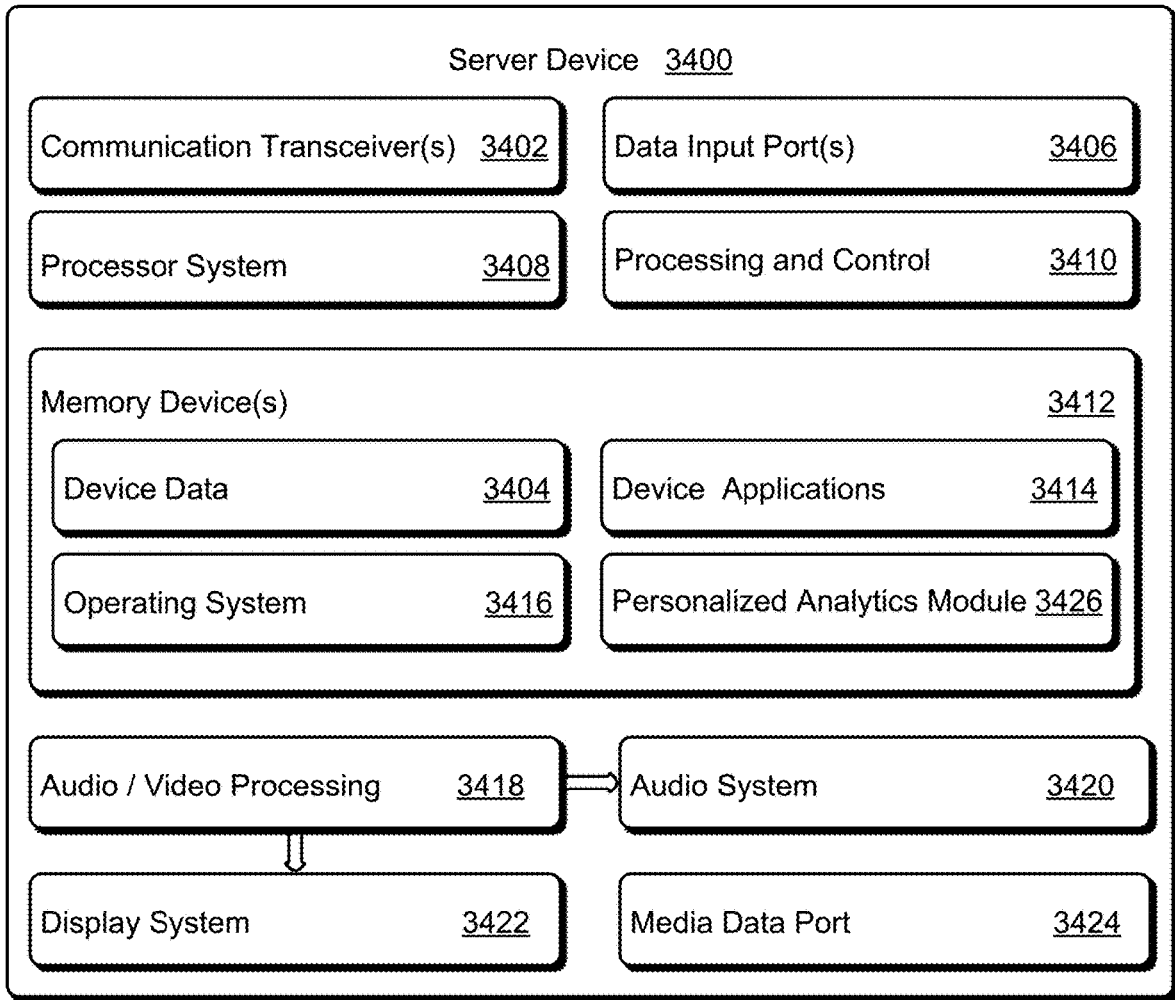 Server Device 3400
Communication Transceiver(s) 3402
Data Input Port(s) 3406
Processor System 3408
Processing and Control 3410
Memory Device(s) 3412
Device Data 3404
Device Applications 3414
Operating System 3416
Personalized Analytics Module 3426
Audio / Video Processing 3418
Audio System 3420
Display System 3422
Media Data Port 3424